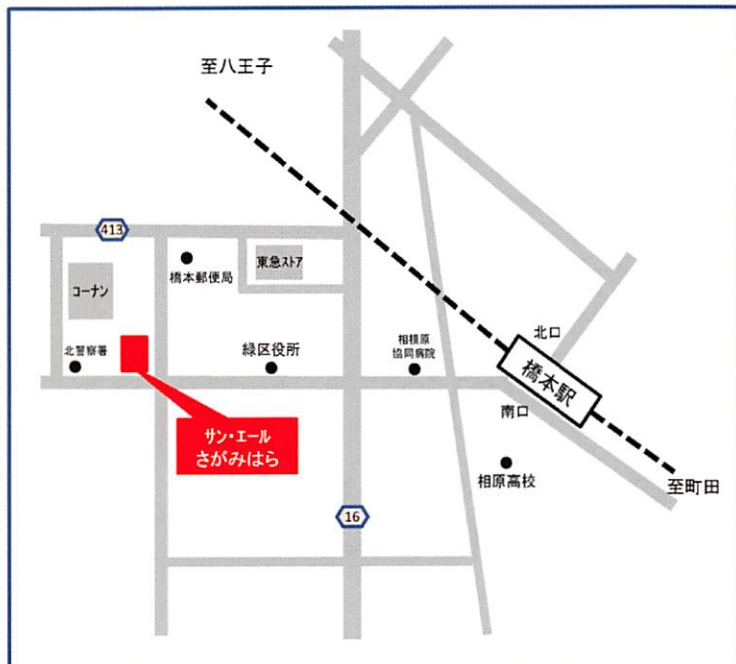 至八王子
413
橋本郵便局
東急ストア
コーナン
北警察署
緑区役所
相模原
協同病院
北口
橋本駅
南口
サン・エール
さがみはら
相原高校
至町田
16